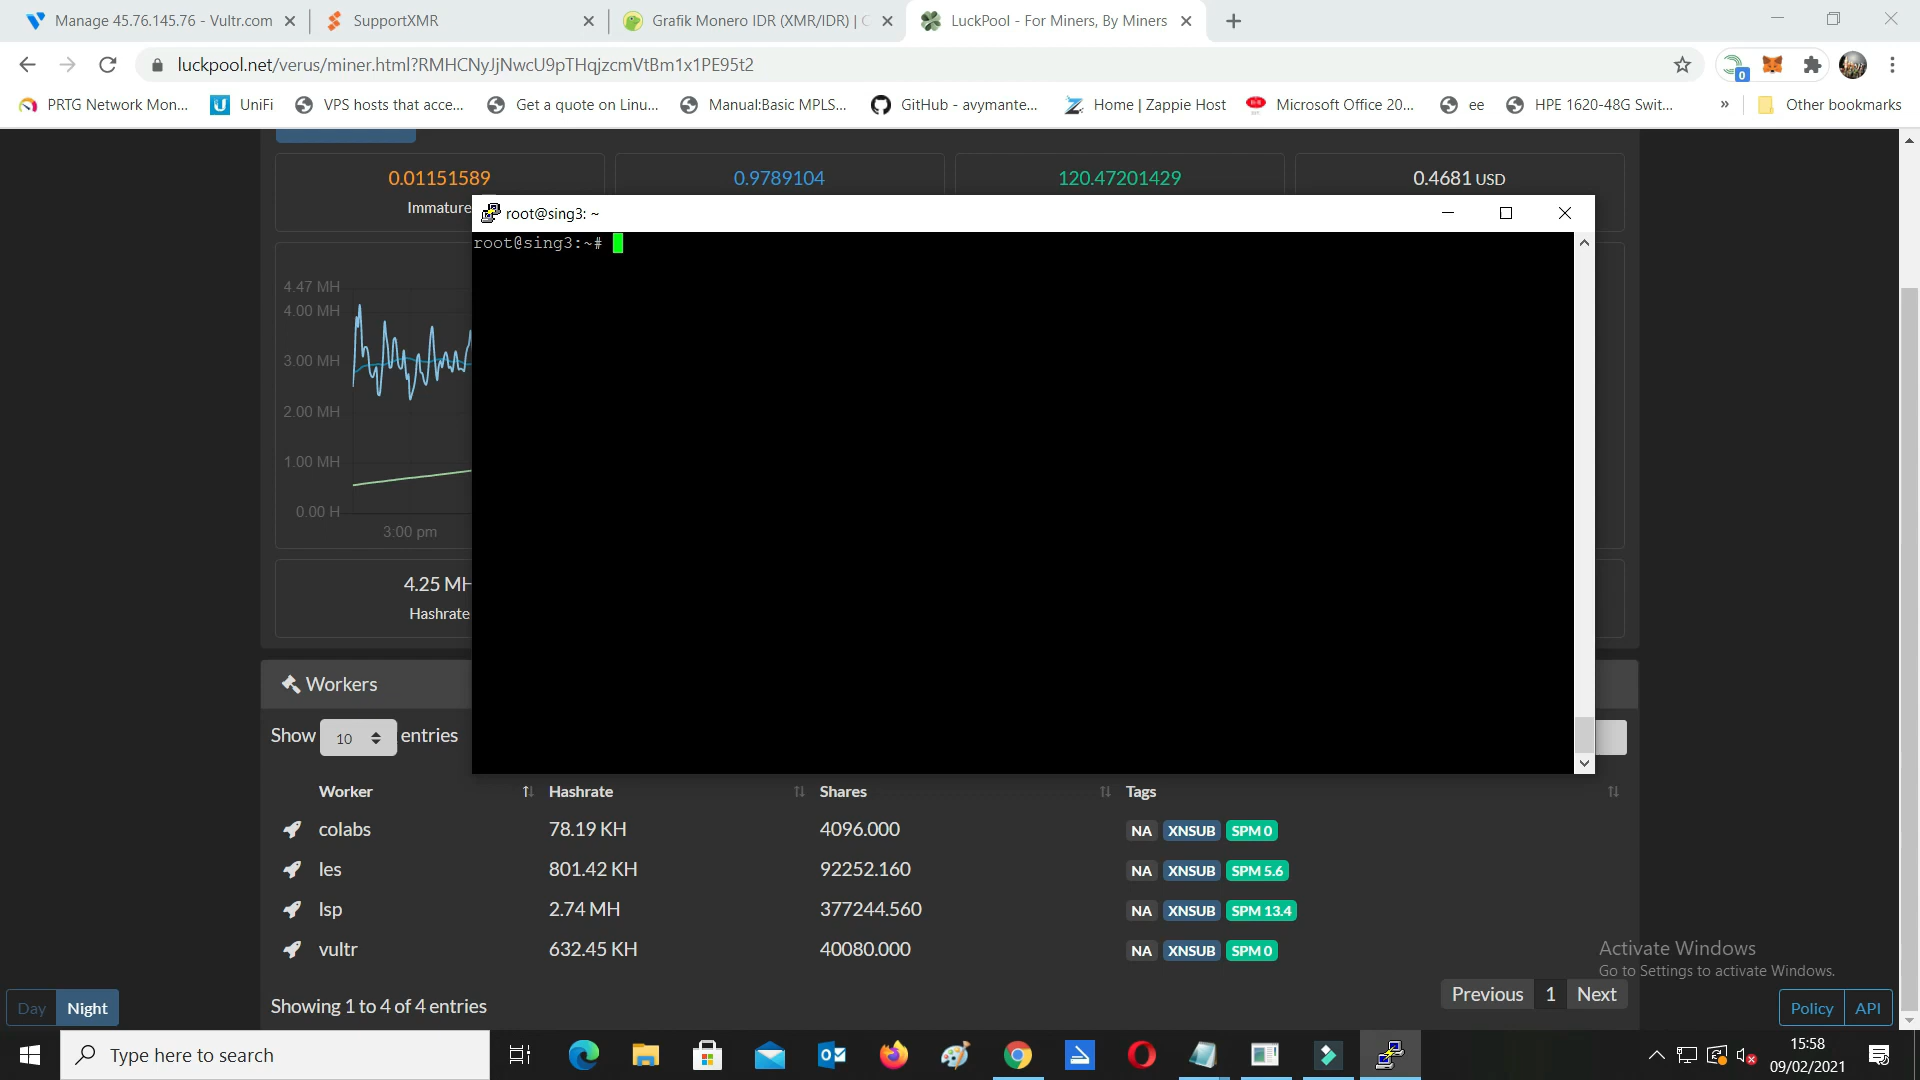 Manage 45.76.145.76 - Vultr.com
SupportXMR
Grafik Monero IDR (XMR/IDR) | C
LuckPool - For Miners, By Miners
luckpool.net/verus/miner.html?RMHCNyJjNwcU9pTHqjzcmVtBm1x1PE95t2
0
PRTG Network Mon...
UniFi
VPS hosts that acce...
Get a quote on Linu...
Manual:Basic MPLS...
GitHub - avymante...
Home | Zappie Host
Microsoft Office 20...
ee
HPE 1620-48G Swit...
»
Other bookmarks
0.01151589
0.9789104
120.47201429
0.4681 USD
Immature
root@sing3: ~
root@sing3:~#
4.47 MH
4.00 MH
3.00 MH
2.00 MH
1.00 MH
0.00 H
3:00 pm
4.25 MH
Hashrate
Workers
Show 10 entries
Worker Hashrate Shares Tags
colabs 78.19 KH 4096.000 NA XNSUB SPM 0
les 801.42 KH 92252.160 NA XNSUB SPM 5.6
lsp 2.74 MH 377244.560 NA XNSUB SPM 13.4
vultr 632.45 KH 40080.000 NA XNSUB SPM 0
Activate Windows
Go to Settings to activate Windows.
Showing 1 to 4 of 4 entries
Previous 1 Next
Day Night
Policy API
Type here to search
15:58
09/02/2021